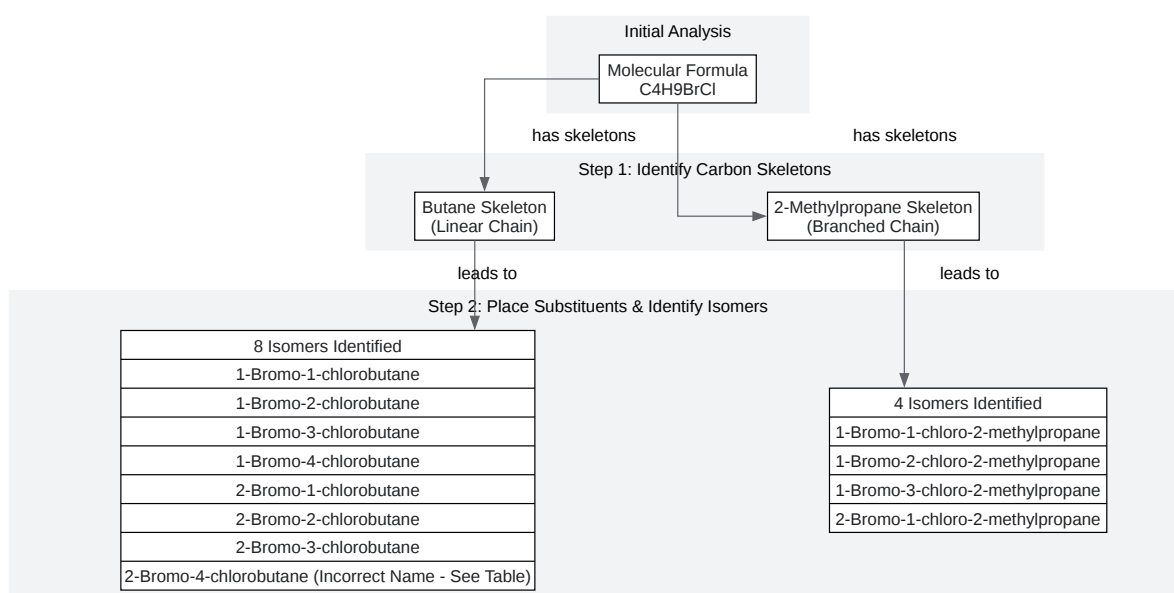 Initial Analysis
Molecular Formula
C4H9BrCl
has skeletons
has skeletons
Step 1: Identify Carbon Skeletons
Butane Skeleton
(Linear Chain)
2-Methylpropane Skeleton
(Branched Chain)
leads to
leads to
Step 2: Place Substituents & Identify Isomers
8 Isomers Identified
1-Bromo-1-chlorobutane
1-Bromo-2-chlorobutane
1-Bromo-3-chlorobutane
1-Bromo-4-chlorobutane
2-Bromo-1-chlorobutane
2-Bromo-2-chlorobutane
2-Bromo-3-chlorobutane
2-Bromo-4-chlorobutane (Incorrect Name - See Table)
4 Isomers Identified
1-Bromo-1-chloro-2-methylpropane
1-Bromo-2-chloro-2-methylpropane
1-Bromo-3-chloro-2-methylpropane
2-Bromo-1-chloro-2-methylpropane